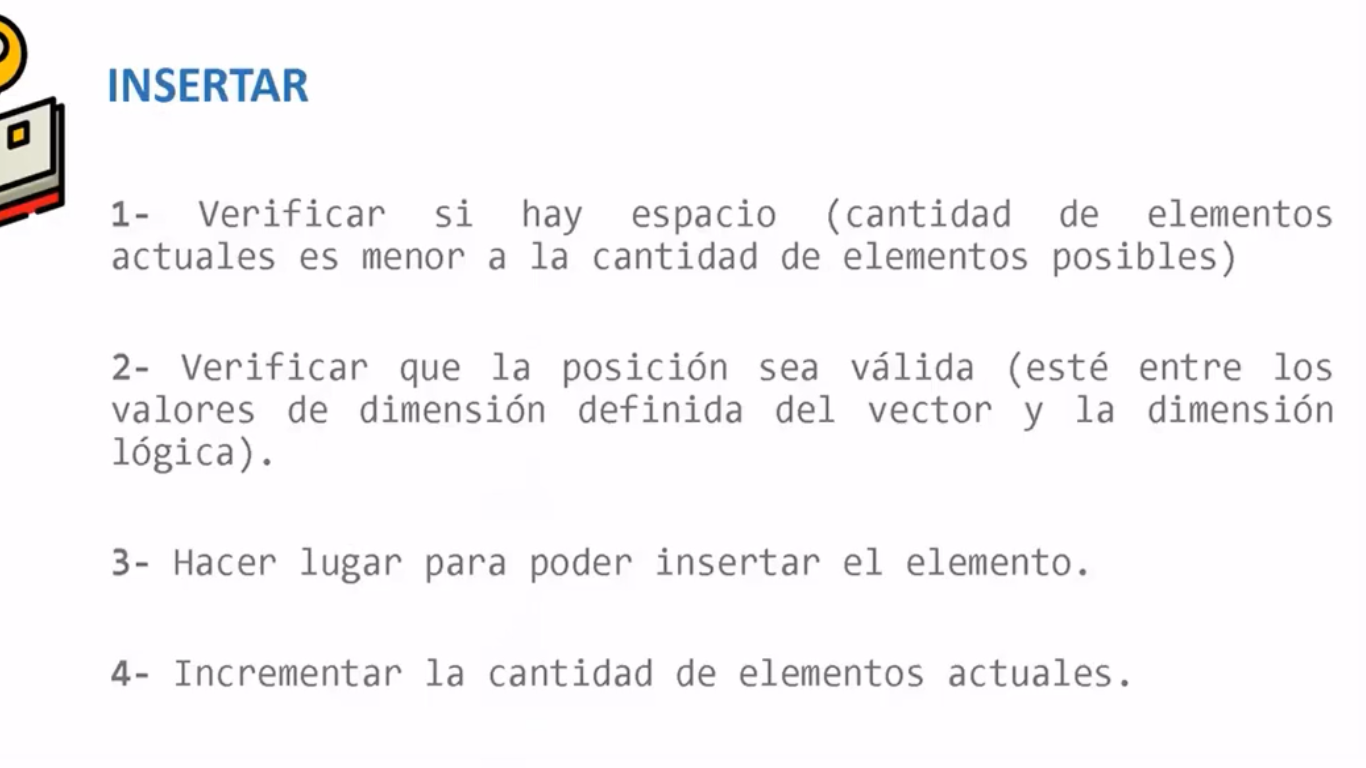 INSERTAR
1- Verificar si hay espacio (cantidad de elementos
actuales es menor a la cantidad de elementos posibles)
2- Verificar que la posición sea válida (esté entre los
valores de dimensión definida del vector y la dimensión
lógica).
3- Hacer lugar para poder insertar el elemento.
4- Incrementar la cantidad de elementos actuales.